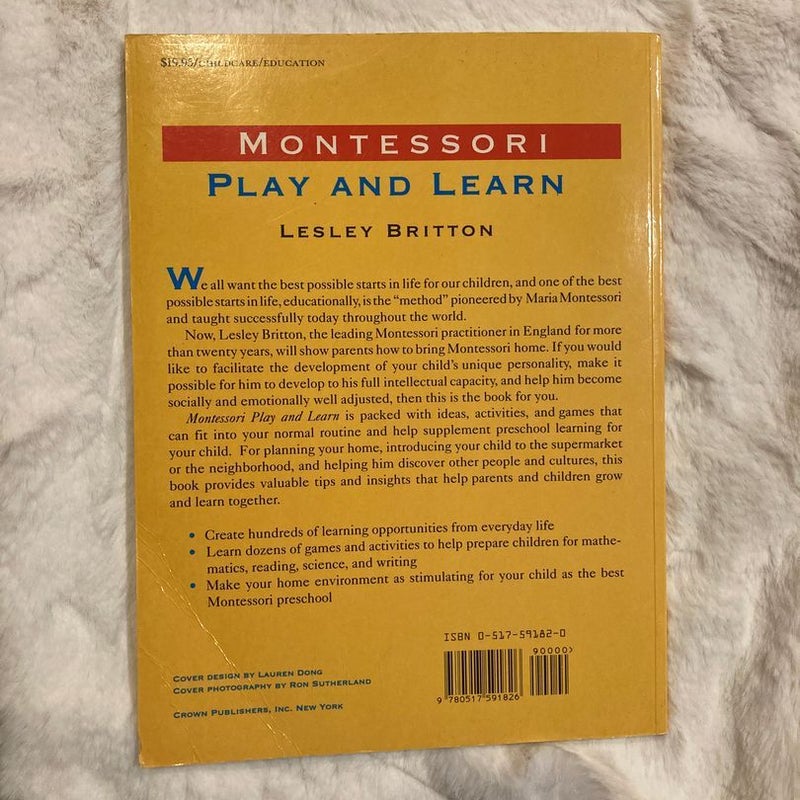 $19.95/CHILDCARE/EDUCATION
MONTESSORI
PLAY AND LEARN
LESLEY BRITTON
We all want the best possible starts in life for our children, and one of the best
possible starts in life, educationally, is the “method” pioneered by Maria Montessori
and taught successfully today throughout the world.
Now, Lesley Britton, the leading Montessori practitioner in England for more
than twenty years, will show parents how to bring Montessori home. If you would
like to facilitate the development of your child’s unique personality, make it
possible for him to develop to his full intellectual capacity, and help him become
socially and emotionally well adjusted, then this is the book for you.
Montessori Play and Learn is packed with ideas, activities, and games that
can fit into your normal routine and help supplement preschool learning for
your child. For planning your home, introducing your child to the supermarket
or the neighborhood, and helping him discover other people and cultures, this
book provides valuable tips and insights that help parents and children grow
and learn together.
• Create hundreds of learning opportunities from everyday life
• Learn dozens of games and activities to help prepare children for mathe-
matics, reading, science, and writing
• Make your home environment as stimulating for your child as the best
Montessori preschool
ISBN 0-517-59182-0
90000>
9 780517 591826
COVER DESIGN BY LAUREN DONG
COVER PHOTOGRAPHY BY RON SUTHERLAND
CROWN PUBLISHERS, INC. NEW YORK